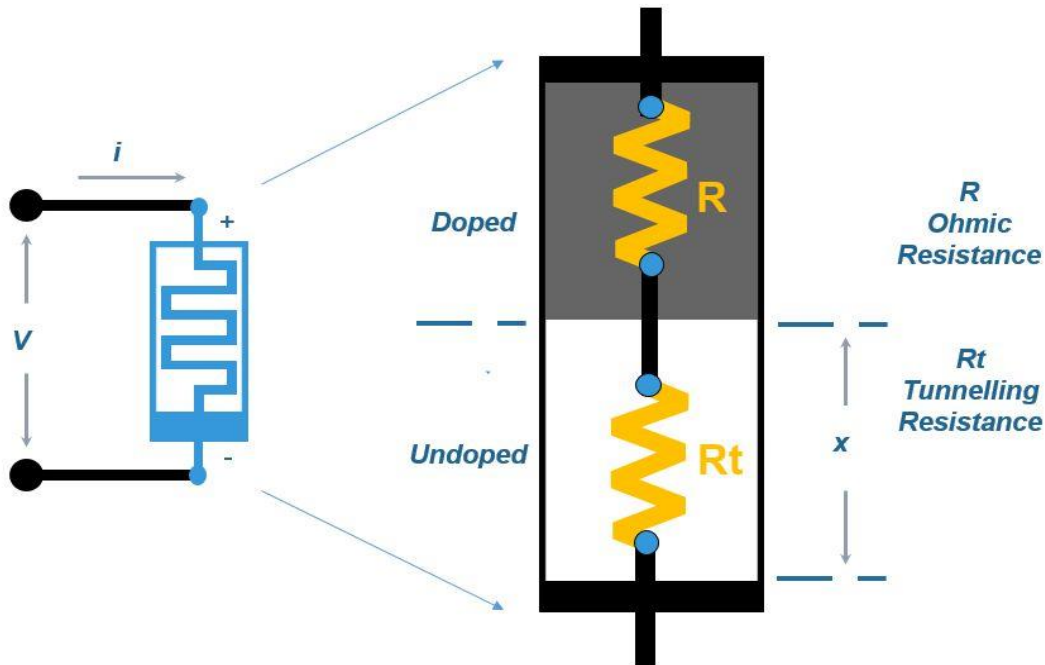 i
+
V
-
Doped
Undoped
R
Rt
R
Ohmic
Resistance
Rt
Tunnelling
Resistance
x